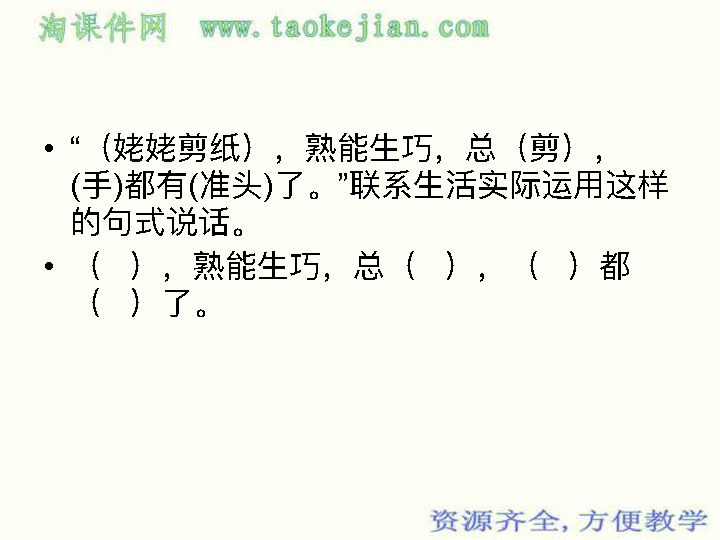 淘课件网 www.taokejian.com
• “（姥姥剪纸），熟能生巧，总（剪），
(手)都有(准头)了。”联系生活实际运用这样
的句式说话。
• （ ），熟能生巧，总（ ），（ ）都
（ ）了。
资源齐全,方便教学